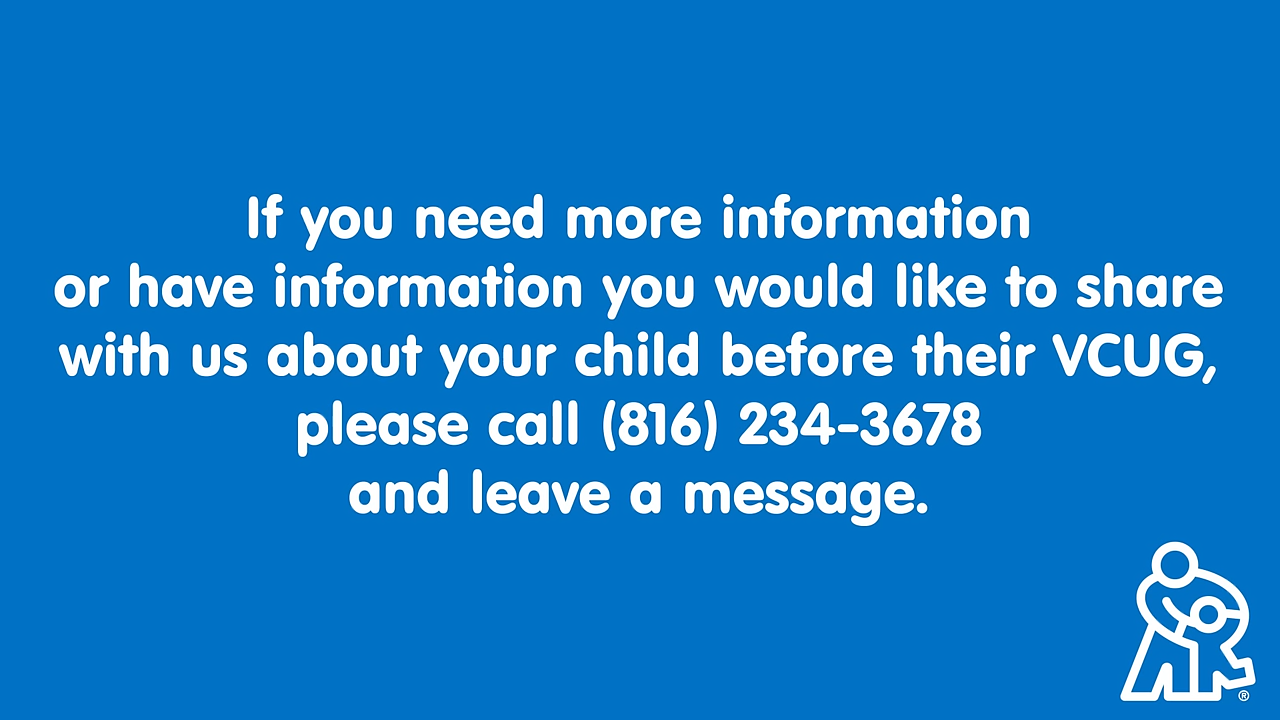 If you need more information
or have information you would like to share
with us about your child before their VCUG,
please call (816) 234-3678
and leave a message.
®